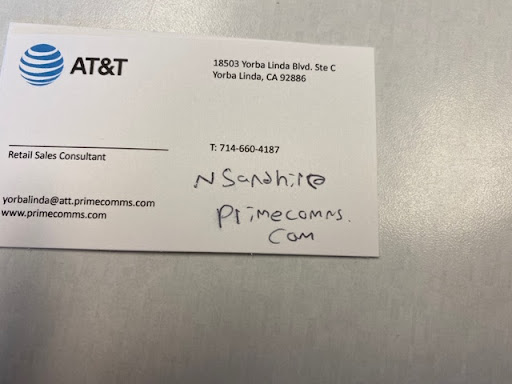 AT&T
18503 Yorba Linda Blvd. Ste C
Yorba Linda, CA 92886
Retail Sales Consultant
T: 714-660-4187
yorbalinda@att.primecomms.com
www.primecomms.com
NSandhir@
Primecomms.
Com